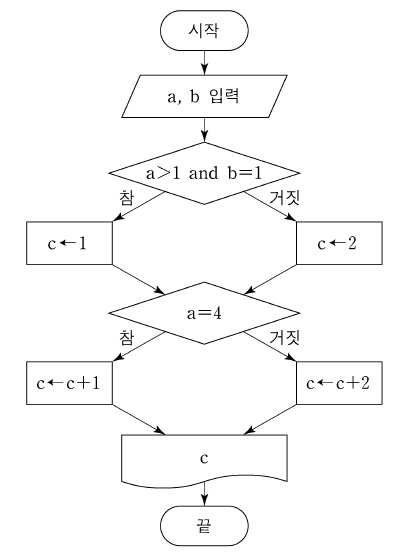 시작
a, b 입력
a>1 and b=1
참 거짓
c←1 c←2
a=4
참 거짓
c←c+1 c←c+2
c
끝